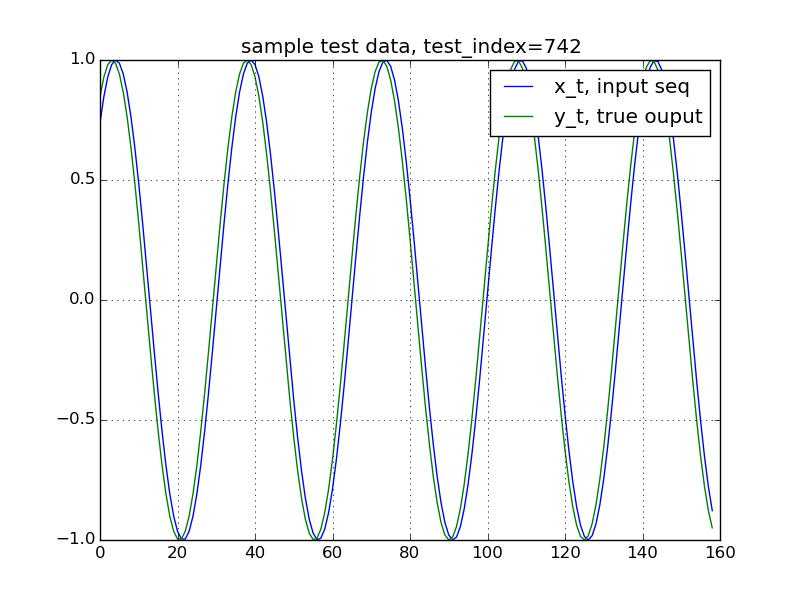 sample test data, test_index=742
x_t, input seq
y_t, true ouput
1.0
0.5
0.0
−0.5
−1.0
0 20 40 60 80 100 120 140 160